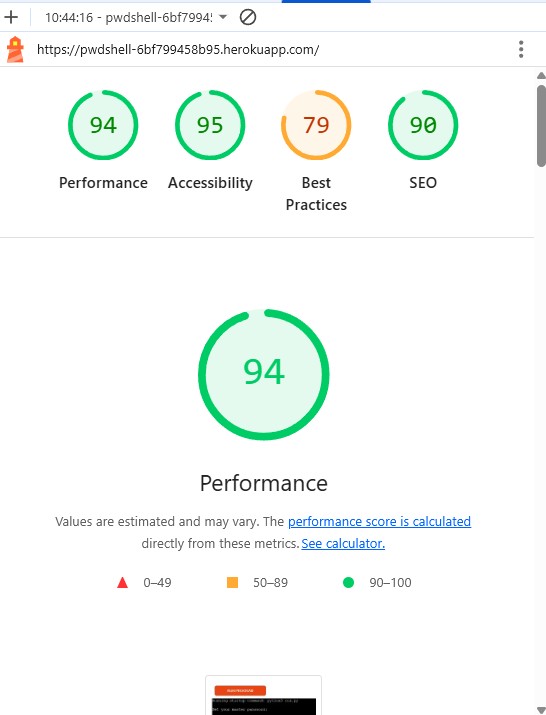 10:44:16 - pwdshell-6bf79945
https://pwdshell-6bf799458b95.herokuapp.com/
94
95
79
90
Performance
Accessibility
Best
Practices
SEO
94
Performance
Values are estimated and may vary. The performance score is calculated
directly from these metrics. See calculator.
0–49
50–89
90–100